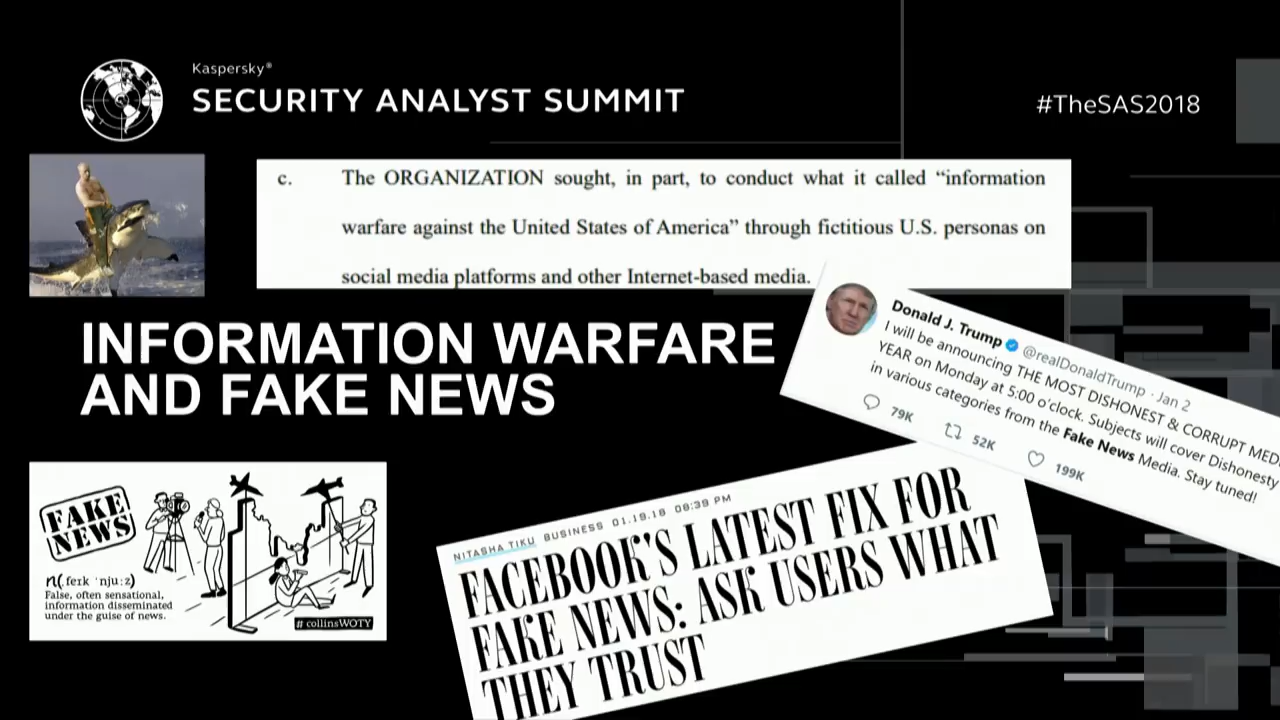 Kaspersky®
SECURITY ANALYST SUMMIT
#TheSAS2018
c. The ORGANIZATION sought, in part, to conduct what it called “information
warfare against the United States of America” through fictitious U.S. personas on
social media platforms and other Internet-based media.
INFORMATION WARFARE
AND FAKE NEWS
Donald J. Trump @realDonaldTrump · Jan 2
I will be announcing THE MOST DISHONEST & CORRUPT
YEAR on Monday at 5:00 o'clock. Subjects will cover Dishonesty
in various categories from the Fake News Media. Stay tuned!
79K 52K 199K
FAKE
NEWS
n(ˌfeɪk ˈnjuːz)
False, often sensational,
information disseminated
under the guise of news.
# collinsWOTY
NITASHA TIKU BUSINESS 01.19.18 08:39 PM
FACEBOOK'S LATEST FIX FOR
FAKE NEWS: ASK USERS WHAT
THEY TRUST